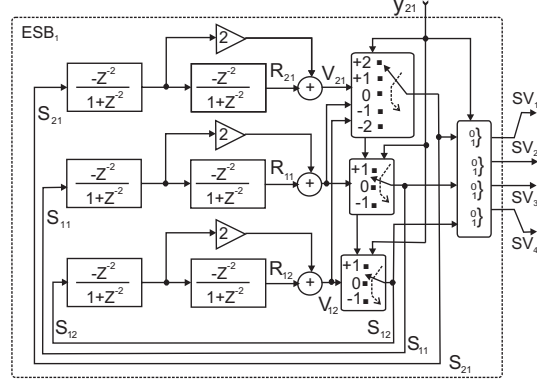 y21
ESB1
2
-Z-2
1+Z-2
-Z-2
1+Z-2
R21
+
V21
S21
+2
+1
0
-1
-2
SV1
0
1}
SV2
0
1}
SV3
0
1}
SV4
0
1}
2
-Z-2
1+Z-2
-Z-2
1+Z-2
R11
+
S11
+1
0
-1
2
-Z-2
1+Z-2
-Z-2
1+Z-2
R12
+
V12
S12
+1
0
-1
S12
S11
S21